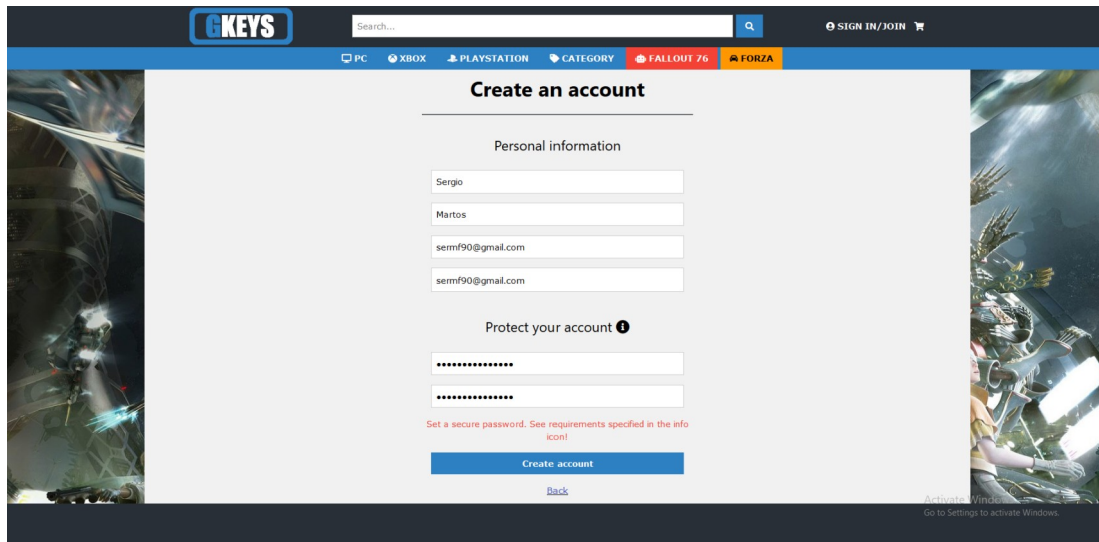 GKEYS
Search...
SIGN IN/JOIN
PC XBOX PLAYSTATION CATEGORY FALLOUT 76 FORZA
Create an account
Personal information
Sergio
Martos
sermf90@gmail.com
sermf90@gmail.com
Protect your account
•••••••••••••••
•••••••••••••••
Set a secure password. See requirements specified in the info
icon!
Create account
Back
Activate Windows
Go to Settings to activate Windows.